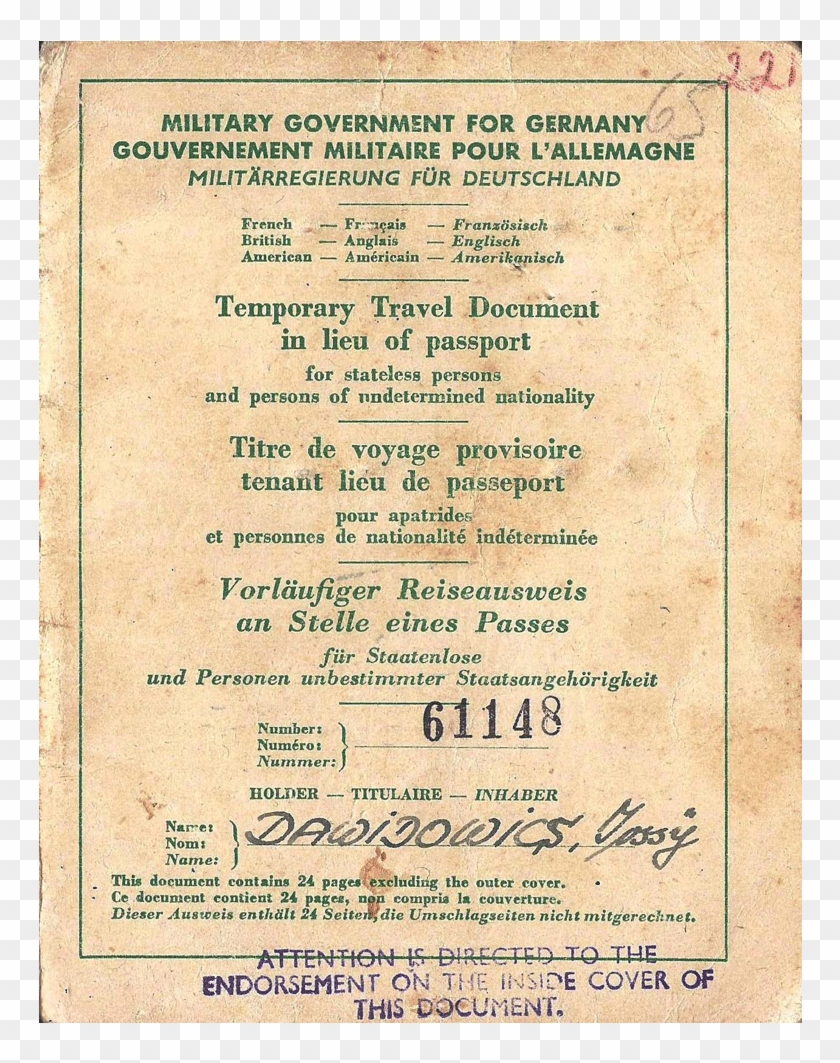 221
65
MILITARY GOVERNMENT FOR GERMANY
GOUVERNEMENT MILITAIRE POUR L'ALLEMAGNE
MILITÄRREGIERUNG FÜR DEUTSCHLAND
French — Français — Französisch
British — Anglais — Englisch
American — Américain — Amerikanisch
Temporary Travel Document
in lieu of passport
for stateless persons
and persons of undetermined nationality
Titre de voyage provisoire
tenant lieu de passeport
pour apatrides
et personnes de nationalité indéterminée
Vorläufiger Reiseausweis
an Stelle eines Passes
für Staatenlose
und Personen unbestimmter Staatsangehörigkeit
Number:
Numéro:
Nummer:
61148
HOLDER — TITULAIRE — INHABER
Name:
Nom:
Name:
DAWIDOWICS,
This document contains 24 pages excluding the outer cover.
Ce document contient 24 pages, non compris la couverture.
Dieser Ausweis enthält 24 Seiten, die Umschlagseiten nicht mitgerechnet.
ATTENTION IS DIRECTED TO THE
ENDORSEMENT ON THE INSIDE COVER OF
THIS DOCUMENT.